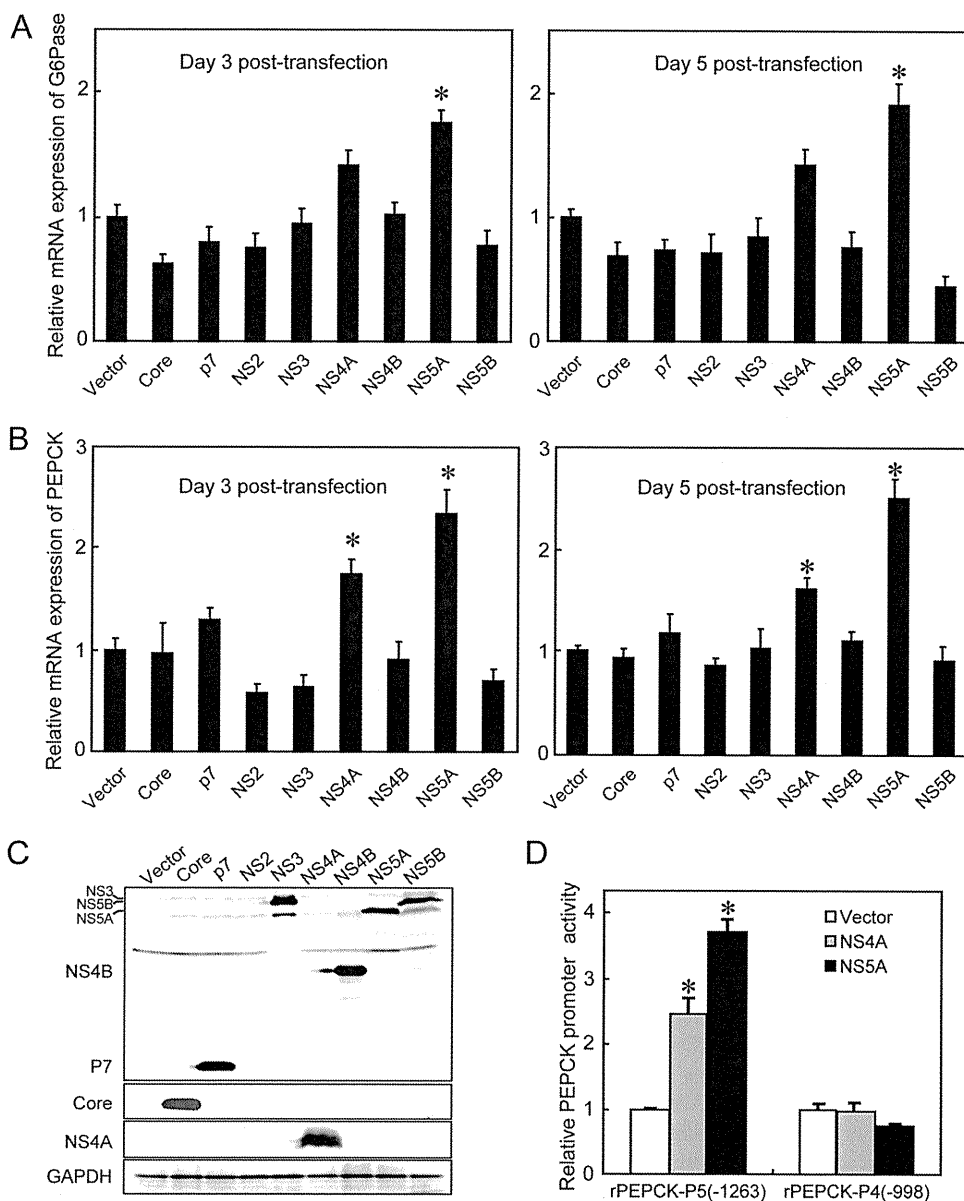 A
Relative mRNA expression of G6Pase
2
1
0
Day 3 post-transfection
*
Vector Core p7 NS2 NS3 NS4A NS4B NS5A NS5B
2
1
0
Day 5 post-transfection
*
Vector Core p7 NS2 NS3 NS4A NS4B NS5A NS5B
B
Relative mRNA expression of PEPCK
3
2
1
0
Day 3 post-transfection
* *
Vector Core p7 NS2 NS3 NS4A NS4B NS5A NS5B
3
2
1
0
Day 5 post-transfection
* *
Vector Core p7 NS2 NS3 NS4A NS4B NS5A NS5B
C
Vector Core p7 NS2 NS3 NS4A NS4B NS5A NS5B
NS3
NS5B
NS5A
NS4B
P7
Core
NS4A
GAPDH
D
Relative PEPCK promoter activity
4
3
2
1
0
* *
Vector
NS4A
NS5A
rPEPCK-P5(-1263) rPEPCK-P4(-998)